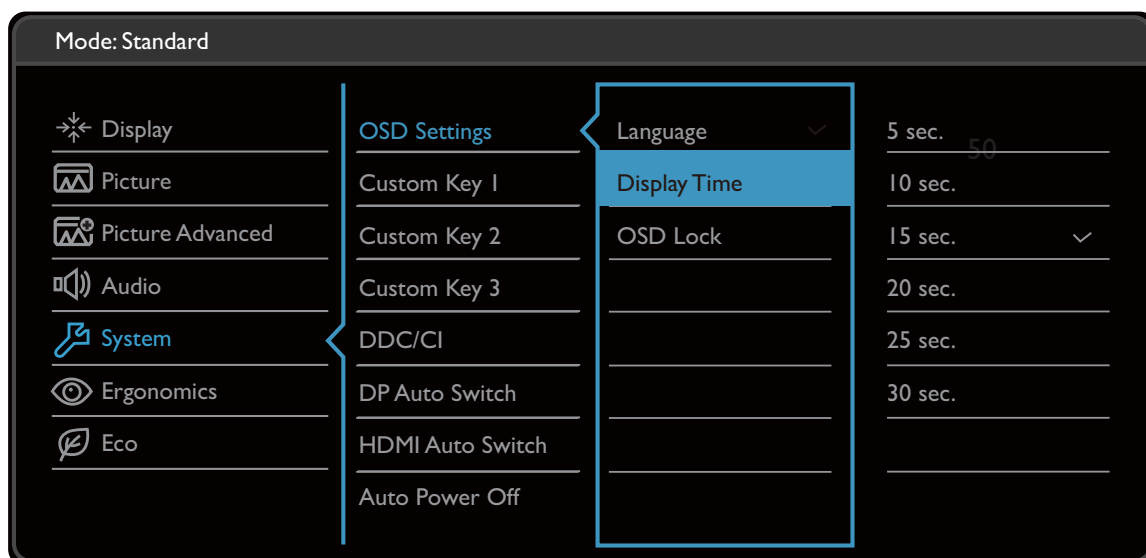 Mode: Standard
Display
Picture
Picture Advanced
Audio
System
Ergonomics
Eco
OSD Settings
Custom Key 1
Custom Key 2
Custom Key 3
DDC/CI
DP Auto Switch
HDMI Auto Switch
Auto Power Off
Language
Display Time
OSD Lock
5 sec.
50
10 sec.
15 sec.
20 sec.
25 sec.
30 sec.